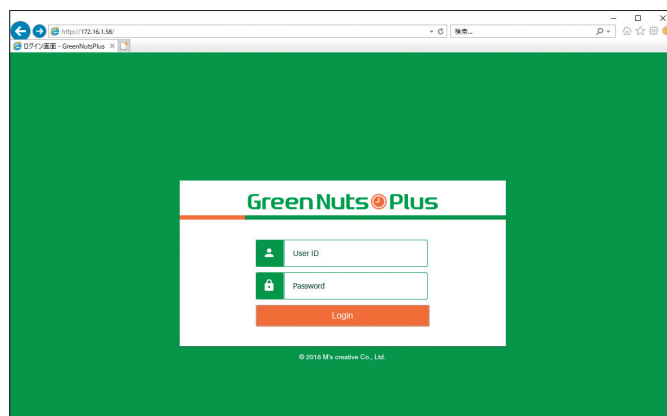 http://172.16.1.58/
検索...
ログイン画面 - GreenNutsPlus
Green Nuts Plus
User ID
Password
Login
© 2018 M's creative Co., Ltd.